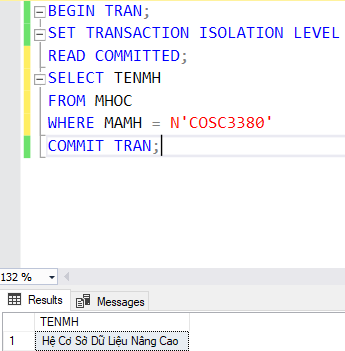 BEGIN TRAN;
SET TRANSACTION ISOLATION LEVEL
READ COMMITTED;
SELECT TENMH
FROM MHOC
WHERE MAMH = N'COSC3380'
COMMIT TRAN;
132 %
Results Messages
TENMH
1 Hệ Cơ Sở Dữ Liệu Nâng Cao